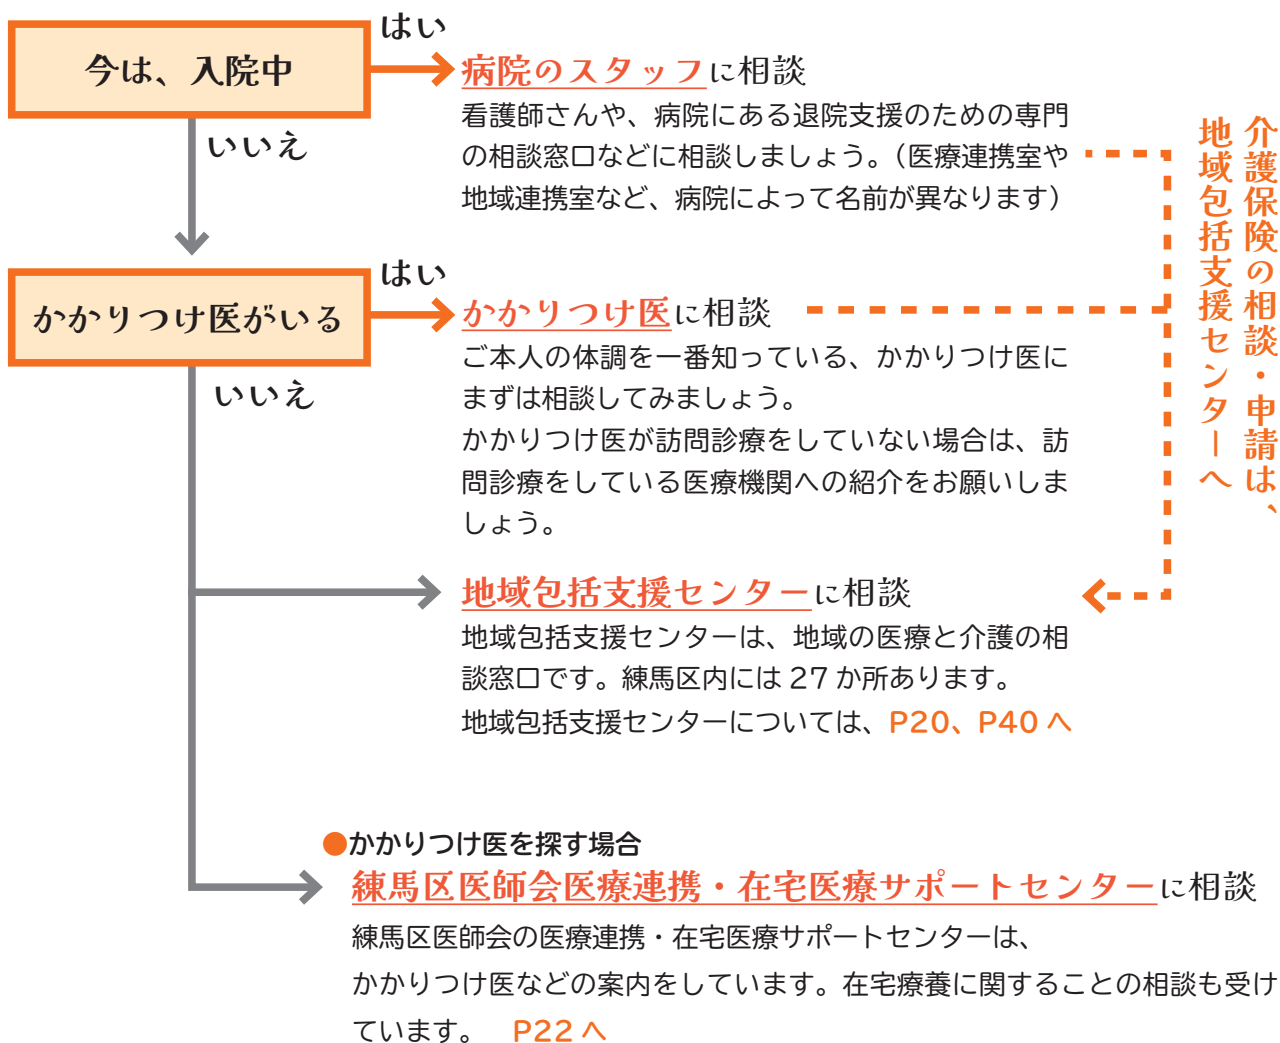 今は、入院中
はい
病院のスタッフに相談
看護師さんや、病院にある退院支援のための専門
の相談窓口などに相談しましょう。（医療連携室や
地域連携室など、病院によって名前が異なります）
いいえ
かかりつけ医がいる
はい
かかりつけ医に相談
ご本人の体調を一番知っている、かかりつけ医に
まずは相談してみましょう。
かかりつけ医が訪問診療をしていない場合は、訪
問診療をしている医療機関への紹介をお願いしま
しょう。
いいえ
介護保険の相談・申請は、
地域包括支援センターへ
地域包括支援センターに相談
地域包括支援センターは、地域の医療と介護の相
談窓口です。練馬区内には 27 か所あります。
地域包括支援センターについては、P20、P40 へ
●かかりつけ医を探す場合
練馬区医師会医療連携・在宅医療サポートセンターに相談
練馬区医師会の医療連携・在宅医療サポートセンターは、
かかりつけ医などの案内をしています。在宅療養に関することの相談も受け
ています。　P22 へ